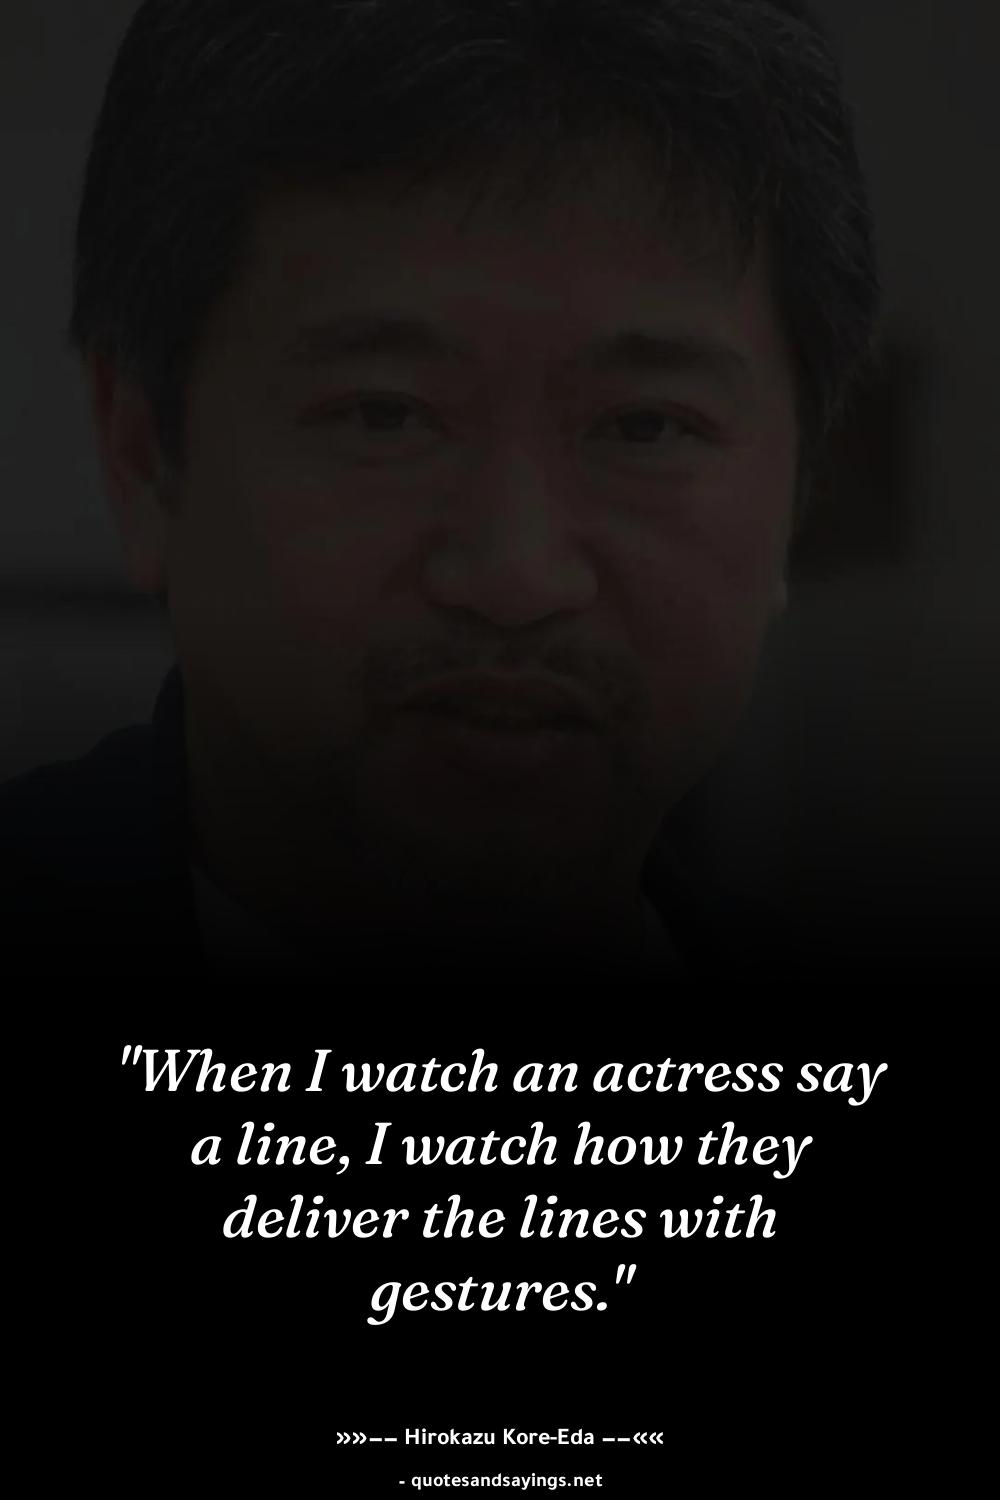 "When I watch an actress say
a line, I watch how they
deliver the lines with
gestures."
»»–– Hirokazu Kore-Eda ––««
- quotesandsayings.net